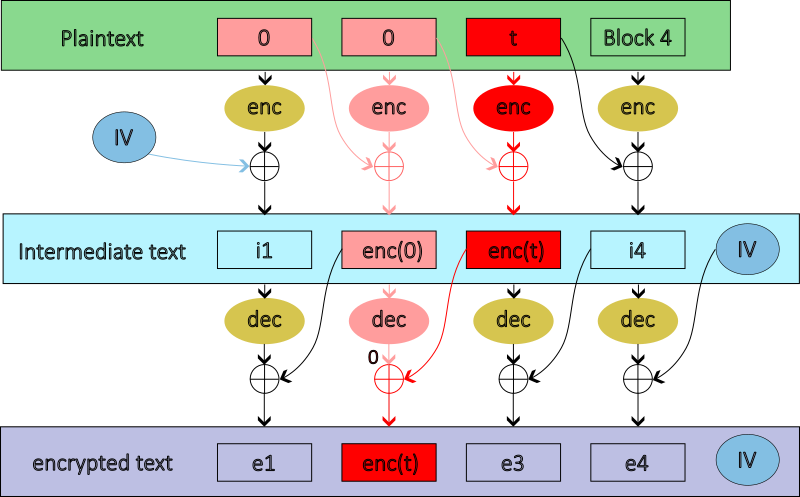 Plaintext 0 0 t Block 4
enc enc enc enc
IV
Intermediate text i1 enc(0) enc(t) i4 IV
dec dec dec dec
0
encrypted text e1 enc(t) e3 e4 IV